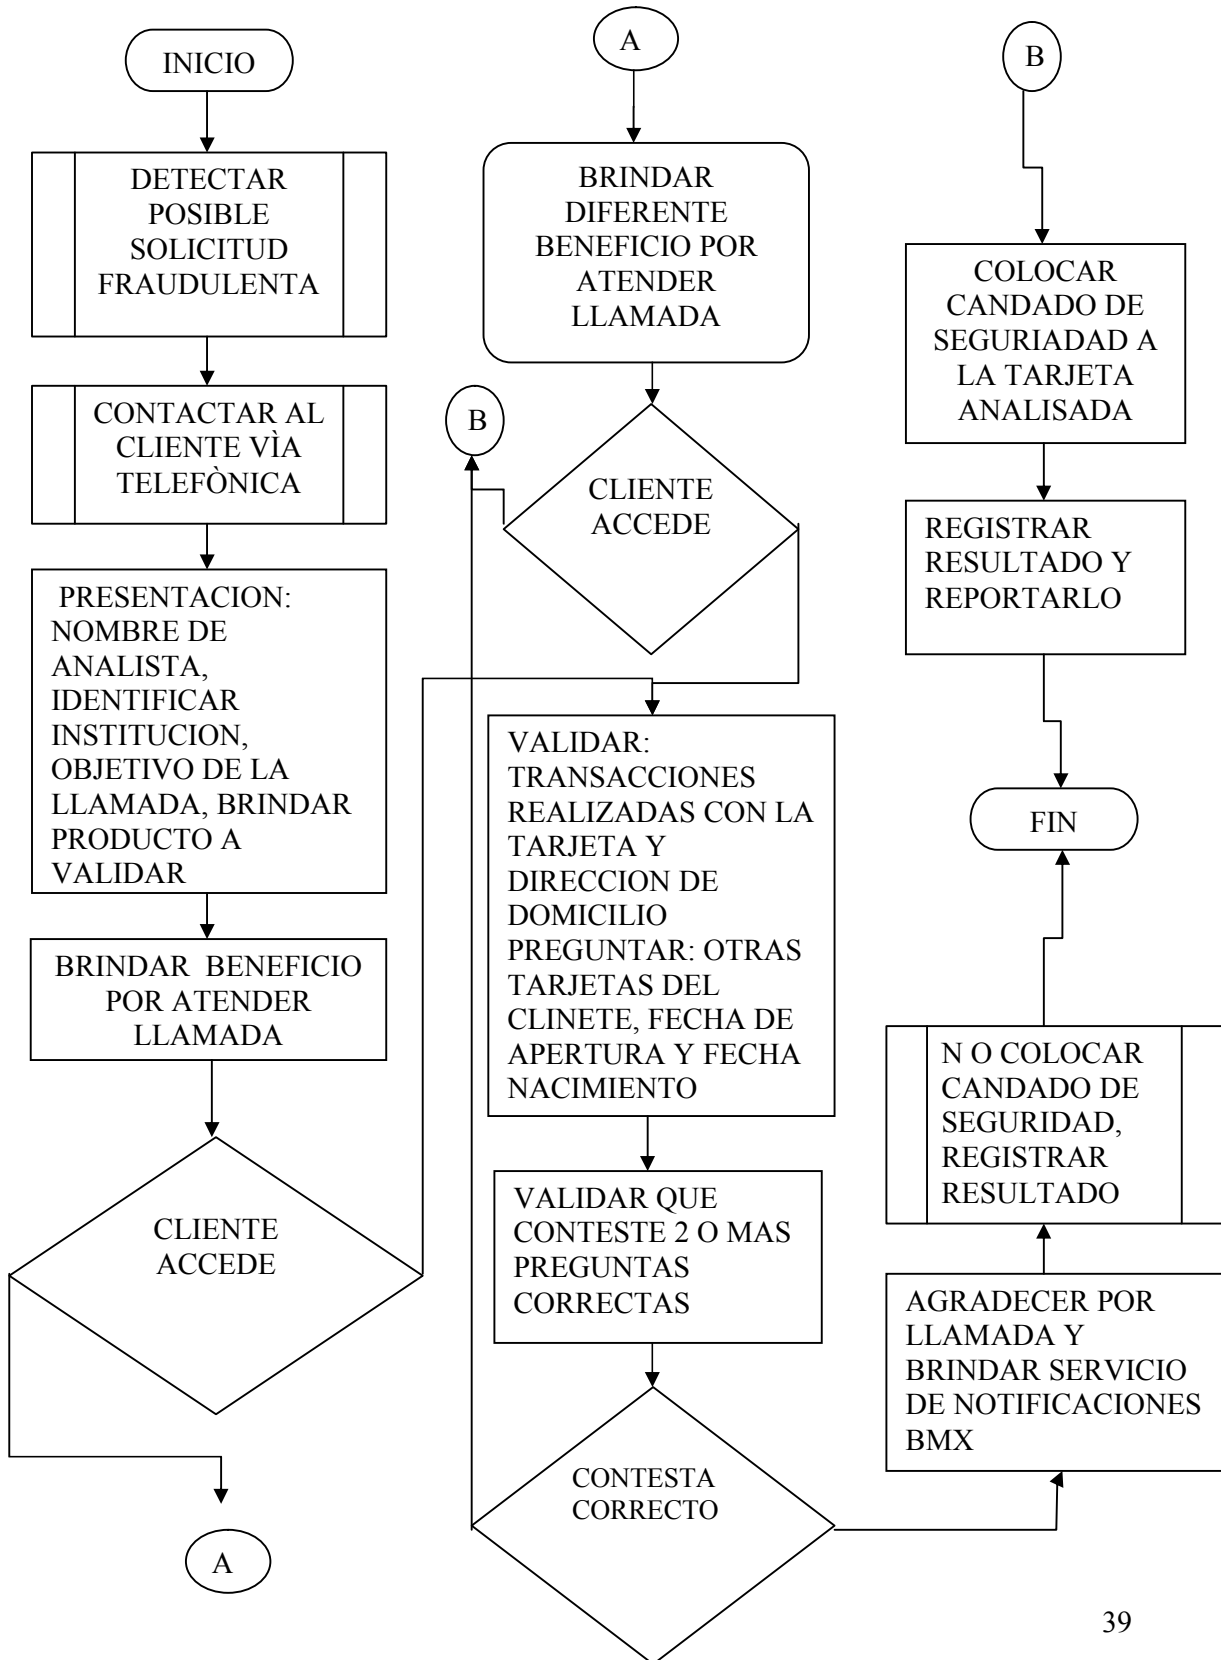 INICIO
DETECTAR
POSIBLE
SOLICITUD
FRAUDULENTA
CONTACTAR AL
CLIENTE VÌA
TELEFÒNICA
PRESENTACION:
NOMBRE DE
ANALISTA,
IDENTIFICAR
INSTITUCION,
OBJETIVO DE LA
LLAMADA, BRINDAR
PRODUCTO A
VALIDAR
BRINDAR BENEFICIO
POR ATENDER
LLAMADA
CLIENTE
ACCEDE
A
A
BRINDAR
DIFERENTE
BENEFICIO POR
ATENDER
LLAMADA
B
CLIENTE
ACCEDE
VALIDAR:
TRANSACCIONES
REALIZADAS CON LA
TARJETA Y
DIRECCION DE
DOMICILIO
PREGUNTAR: OTRAS
TARJETAS DEL
CLINETE, FECHA DE
APERTURA Y FECHA
NACIMIENTO
VALIDAR QUE
CONTESTE 2 O MAS
PREGUNTAS
CORRECTAS
CONTESTA
CORRECTO
B
COLOCAR
CANDADO DE
SEGURIADAD A
LA TARJETA
ANALISADA
REGISTRAR
RESULTADO Y
REPORTARLO
FIN
N O COLOCAR
CANDADO DE
SEGURIDAD,
REGISTRAR
RESULTADO
AGRADECER POR
LLAMADA Y
BRINDAR SERVICIO
DE NOTIFICACIONES
BMX
39